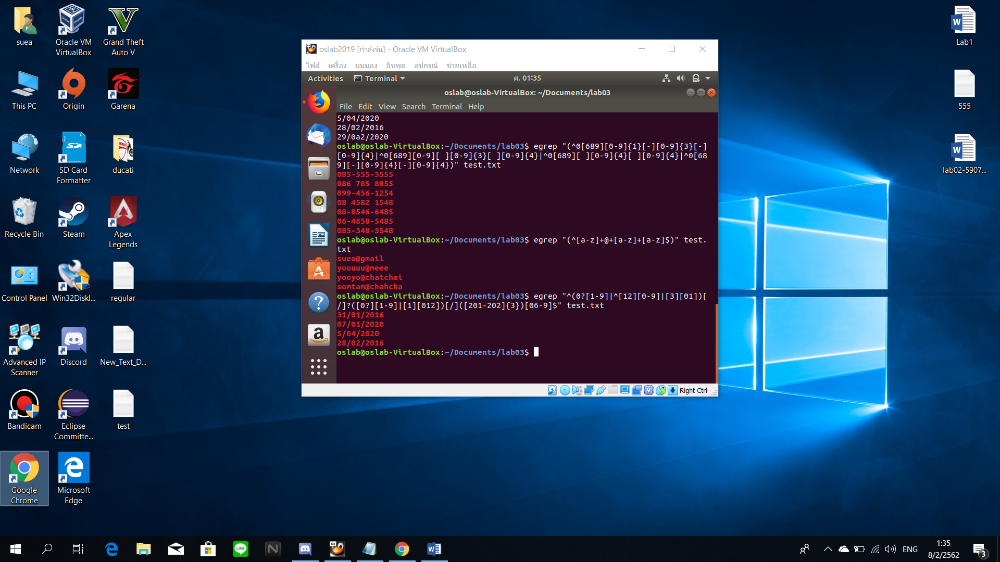 suea
Oracle VM
VirtualBox
Grand Theft
Auto V
This PC
Origin
Garena
Network
SD Card
Formatter
ducati
Recycle Bin
Steam
Apex
Legends
Control Panel
Win32DiskI...
regular
Advanced IP
Scanner
Discord
New_Text_D...
Bandicam
Eclipse
Committe...
test
Google
Chrome
Microsoft
Edge
Lab1
555
lab02-5907...
oslab2019 [กำลังรัน] - Oracle VM VirtualBox
ไฟล์ เครื่อง มุมมอง อินพุต อุปกรณ์ ช่วยเหลือ
Activities Terminal ศ. 01:35
oslab@oslab-VirtualBox: ~/Documents/lab03
File Edit View Search Terminal Help
5/04/2020
28/02/2016
29/0a2/2020
oslab@oslab-VirtualBox:~/Documents/lab03$ egrep "(^0[689][0-9]{1}[-][0-9]{3}[-]
[0-9]{4}|^0[689][0-9][ ][0-9]{3}[ ][0-9]{4}|^0[689][ ][0-9]{4}[ ][0-9]{4}|^0[68
9][-][0-9]{4}[-][0-9]{4})" test.txt
085-555-5555
086 785 8855
099-456-1254
08 4582 1548
08-8546-6485
06-4658-5485
085-348-5548
oslab@oslab-VirtualBox:~/Documents/lab03$ egrep "(^[a-z]+@+[a-z]+[a-z]$)" test.
txt
suea@gmail
youuuu@meee
yooyo@chatchai
somtam@chahcha
oslab@oslab-VirtualBox:~/Documents/lab03$ egrep "^(0?[1-9]|^[12][0-9]|[3][01])[
/]?([0?][1-9]|[1][012])[/]([201-202]{3})[06-9]$" test.txt
31/01/2016
07/01/2020
5/04/2020
28/02/2016
oslab@oslab-VirtualBox:~/Documents/lab03$
Right Ctrl
ENG
1:35
8/2/2562
3